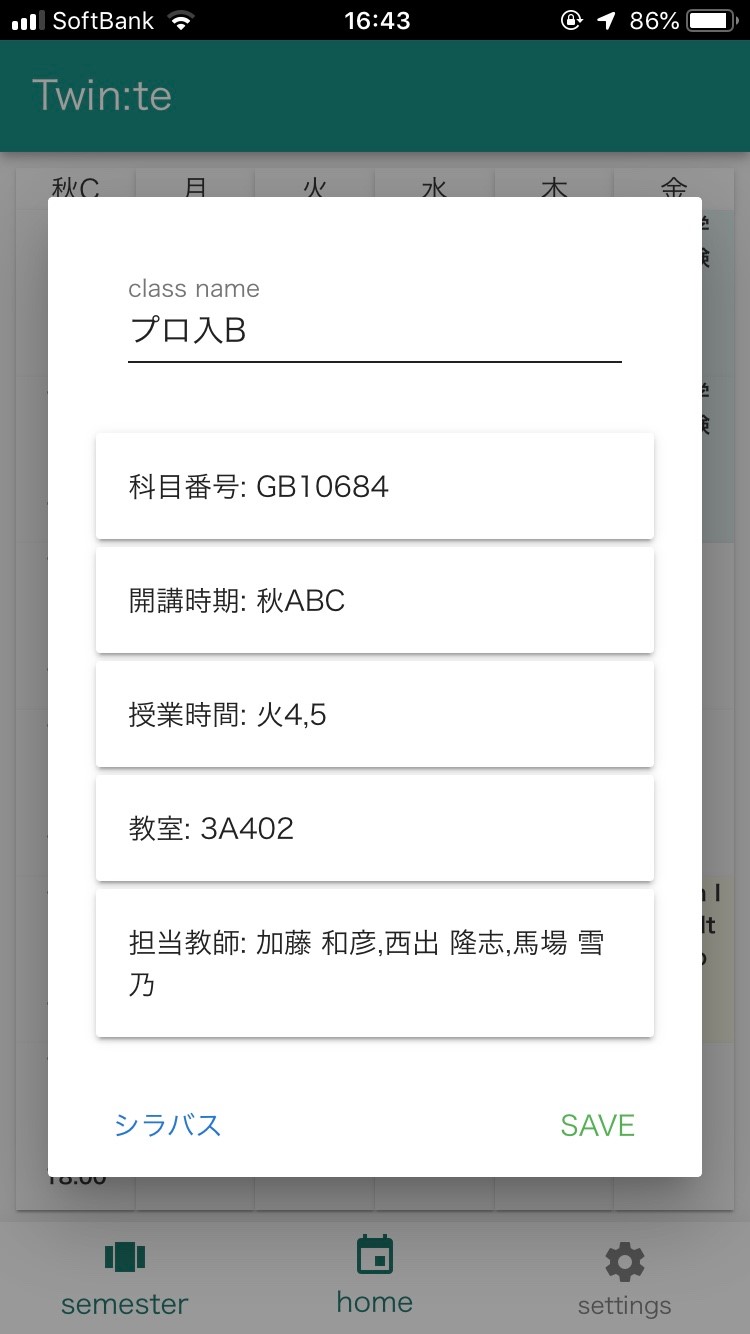 SoftBank 16:43 86%
Twin:te
秋C 月 火 水 木 金
class name
プロ入B
科目番号: GB10684
開講時期: 秋ABC
授業時間: 火4,5
教室: 3A402
担当教師: 加藤 和彦,西出 隆志,馬場 雪
乃
シラバス SAVE
18:00
semester home settings